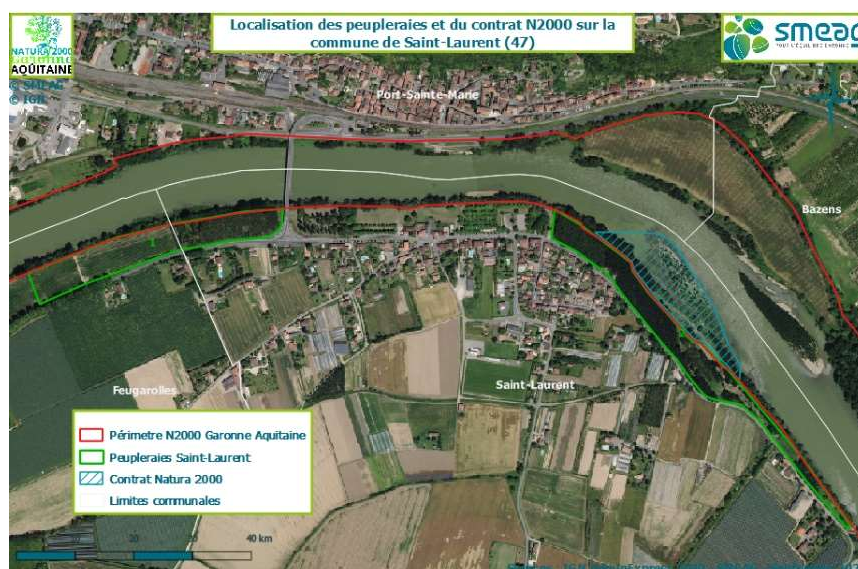 Localisation des peupleraies et du contrat N2000 sur la
commune de Saint-Laurent (47)
NATURA 2000
Garonne
AQUITAINE
© SMEAG
© IGN
smeag
Port-Sainte-Marie
Bazens
Feugarolles
Saint-Laurent
Périmetre N2000 Garonne Aquitaine
Peupleraies Saint-Laurent
Contrat Natura 2000
Limites communales
40 km